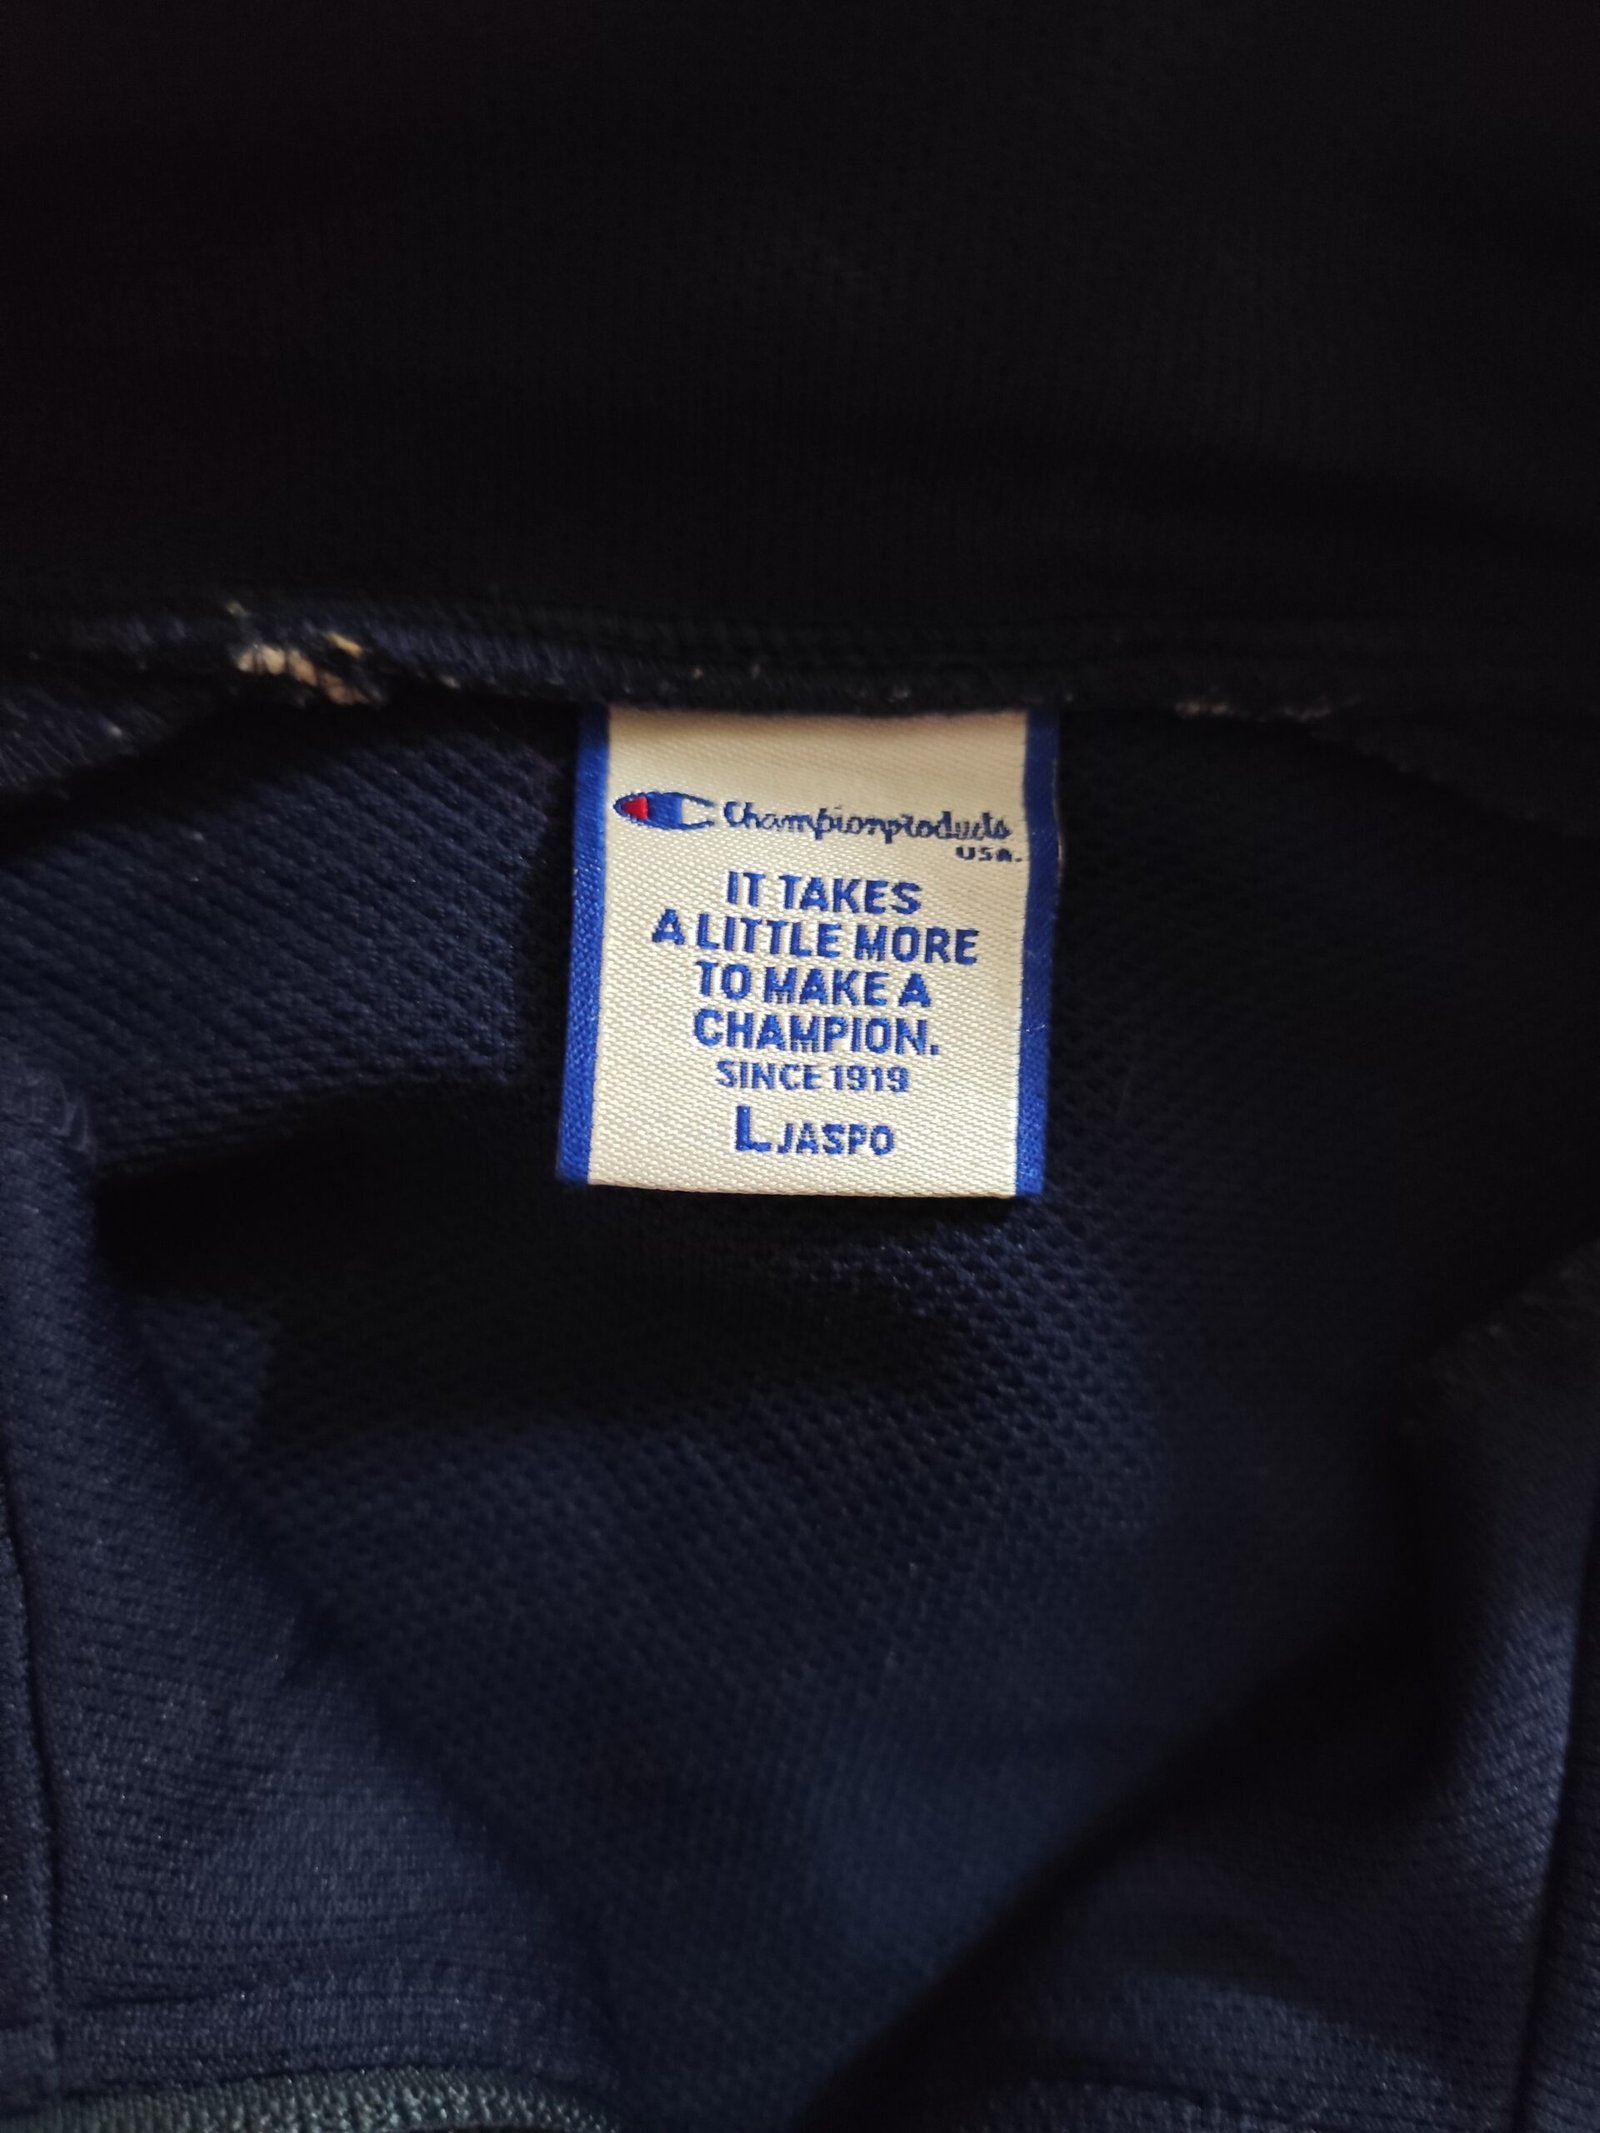 Championproducts
USA.
IT TAKES
A LITTLE MORE
TO MAKE A
CHAMPION.
SINCE 1919
L JASPO